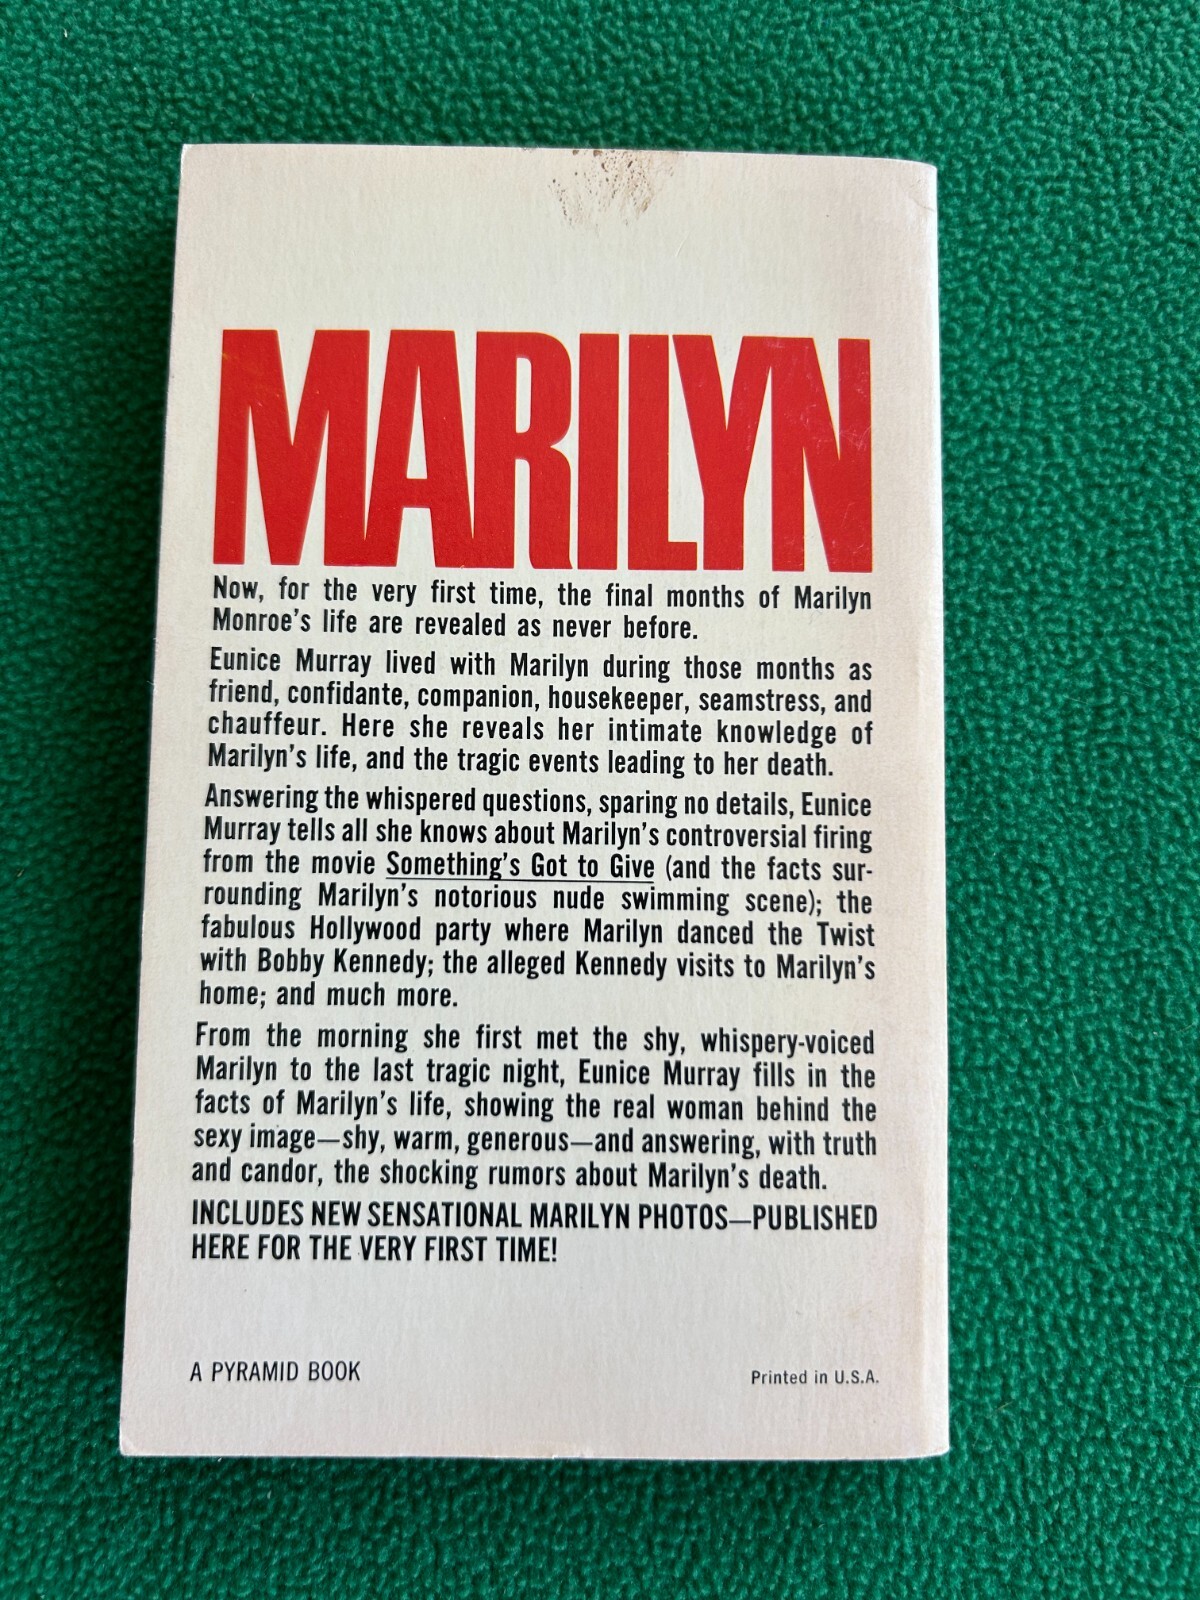 MARILYN
Now, for the very first time, the final months of Marilyn
Monroe's life are revealed as never before.
Eunice Murray lived with Marilyn during those months as
friend, confidante, companion, housekeeper, seamstress, and
chauffeur. Here she reveals her intimate knowledge of
Marilyn's life, and the tragic events leading to her death.
Answering the whispered questions, sparing no details, Eunice
Murray tells all she knows about Marilyn's controversial firing
from the movie Something's Got to Give (and the facts sur-
rounding Marilyn's notorious nude swimming scene); the
fabulous Hollywood party where Marilyn danced the Twist
with Bobby Kennedy; the alleged Kennedy visits to Marilyn's
home; and much more.
From the morning she first met the shy, whispery-voiced
Marilyn to the last tragic night, Eunice Murray fills in the
facts of Marilyn's life, showing the real woman behind the
sexy image—shy, warm, generous—and answering, with truth
and candor, the shocking rumors about Marilyn's death.
INCLUDES NEW SENSATIONAL MARILYN PHOTOS—PUBLISHED
HERE FOR THE VERY FIRST TIME!
A PYRAMID BOOK
Printed in U.S.A.